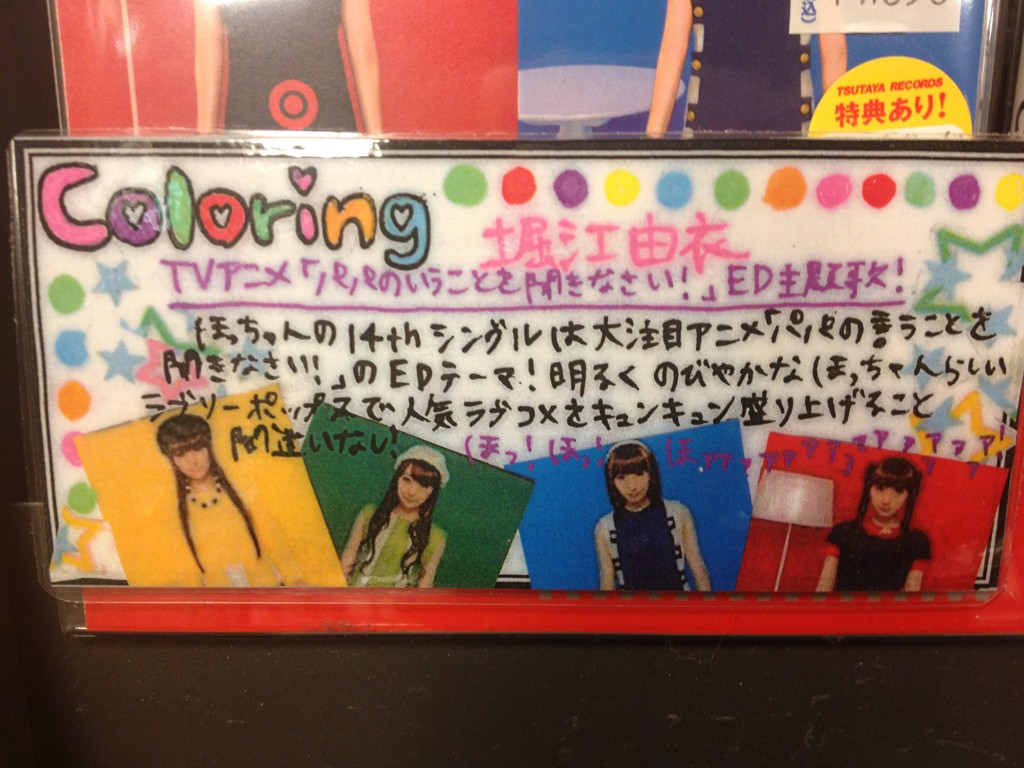 TSUTAYA RECORDS
特典あり!
Coloring
堀江由衣
TVアニメ「パパのいうことを聞きなさい!」ED主題歌!
ほっちゃんの14thシングルは大注目アニメ「パパの言うことを
聞きなさい!」のEDテーマ!明るくのびやかなほっちゃんらしい
ラブリーポップスで人気ラブコメをキュンキュン盛り上げること
間違いない!
ほっ!ほっ!ほァァァァァァァァァァァ!